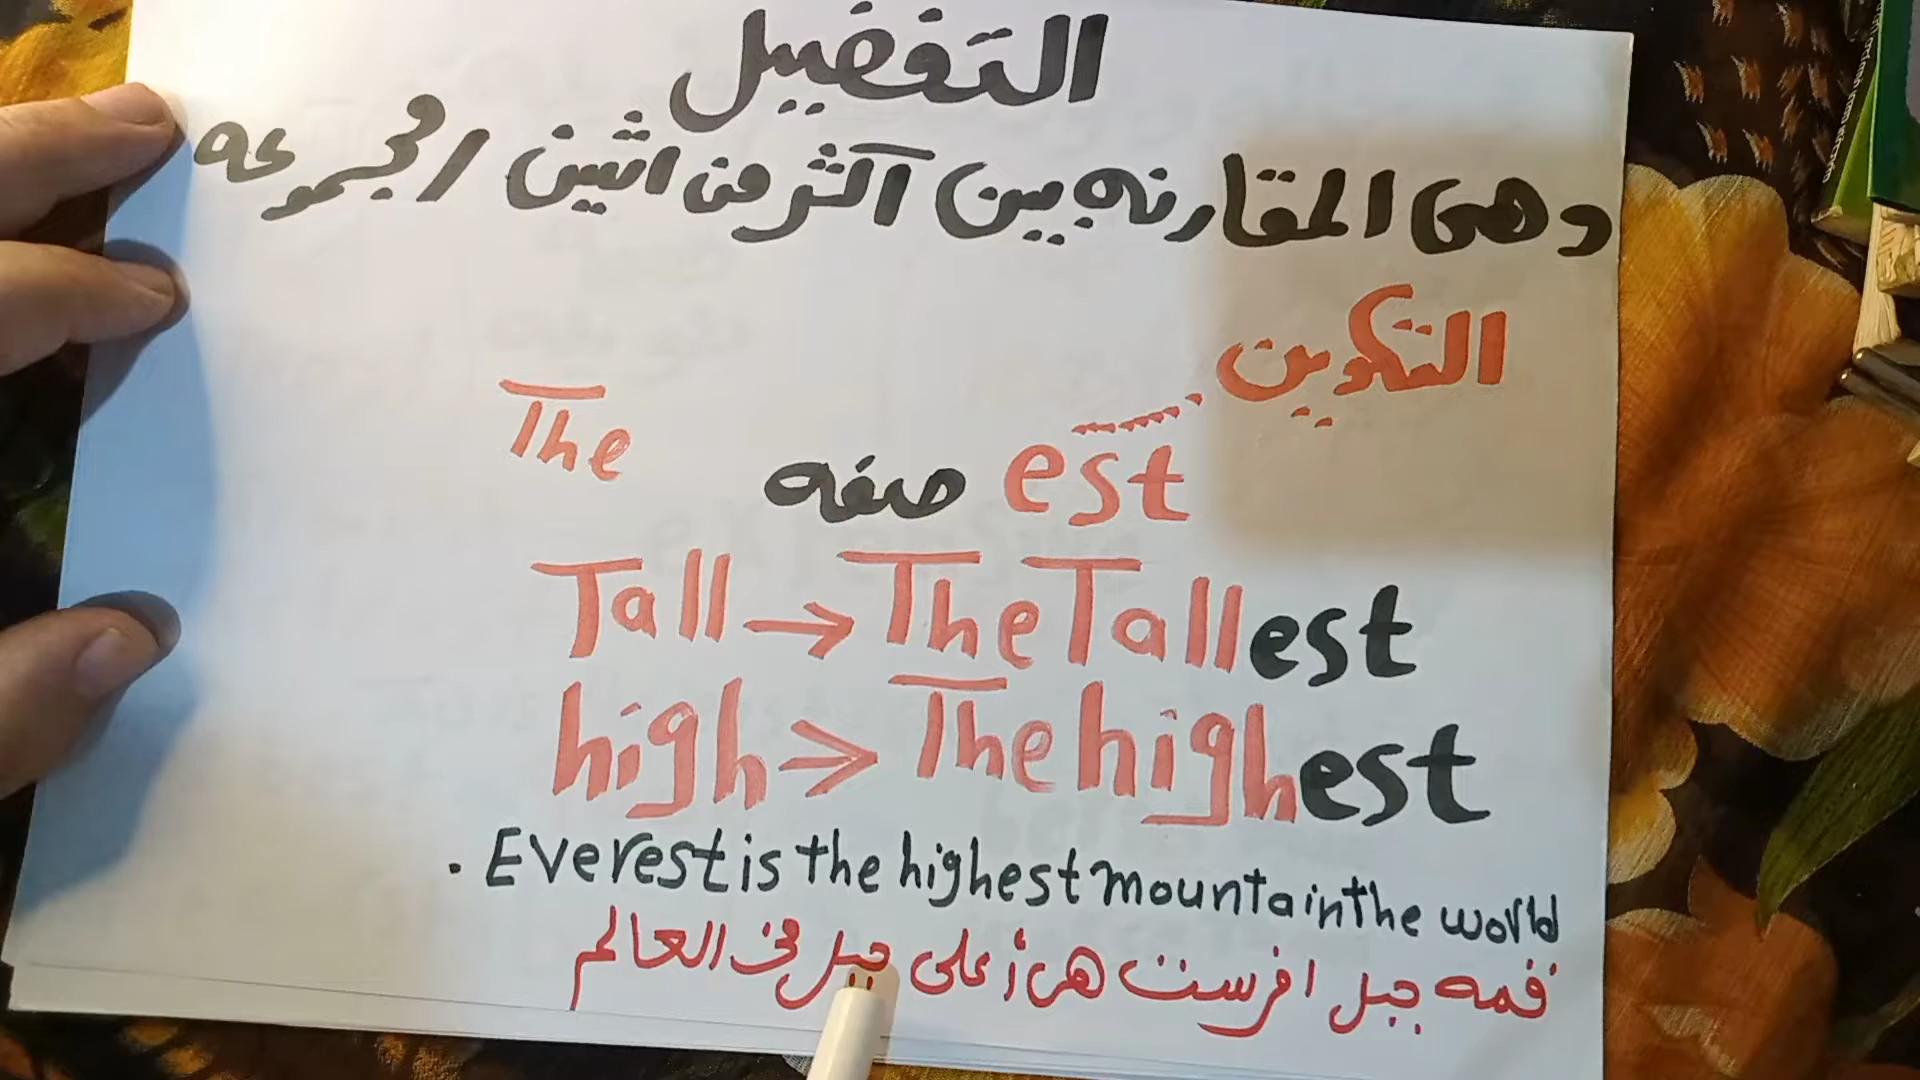 التفضيل
وهى المقارنه بين اكثر من اثنين او مجموعه
التكوين
The صفه est
Tall → The Tallest
high > The highest
. Everest is the highest mountain the world
قمه جبل افرست هى أعلى جبل فى العالم